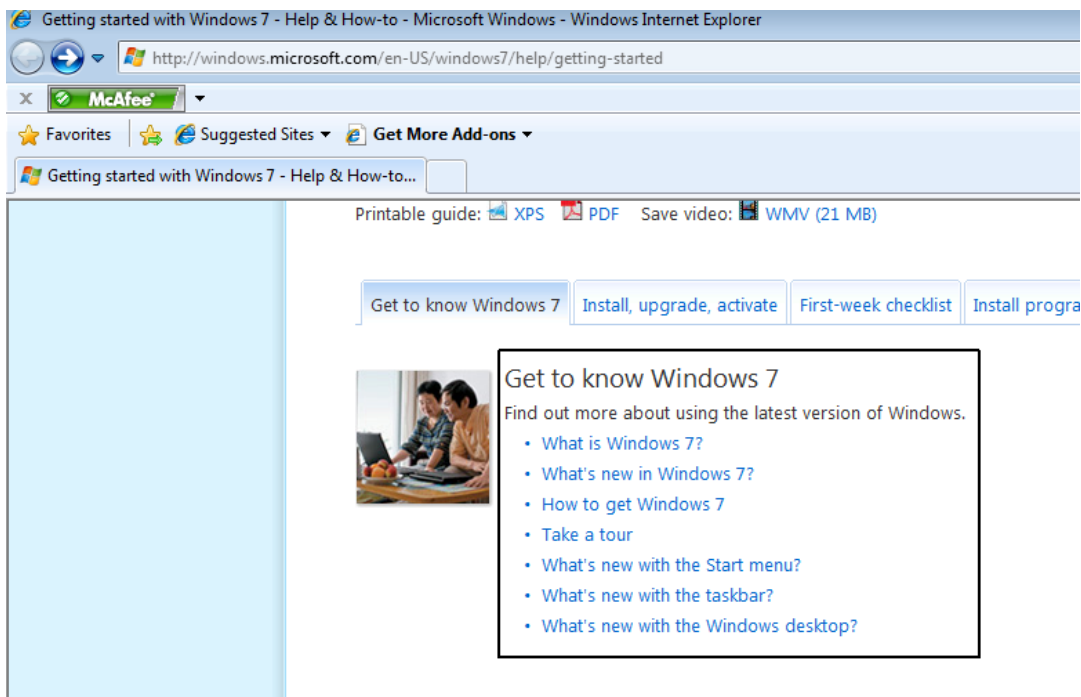 Getting started with Windows 7 - Help & How-to - Microsoft Windows - Windows Internet Explorer
http://windows.microsoft.com/en-US/windows7/help/getting-started
x McAfee
Favorites Suggested Sites Get More Add-ons
Getting started with Windows 7 - Help & How-to...
Printable guide: XPS PDF Save video: WMV (21 MB)
Get to know Windows 7 Install, upgrade, activate First-week checklist Install progra
Get to know Windows 7
Find out more about using the latest version of Windows.
• What is Windows 7?
• What's new in Windows 7?
• How to get Windows 7
• Take a tour
• What's new with the Start menu?
• What's new with the taskbar?
• What's new with the Windows desktop?